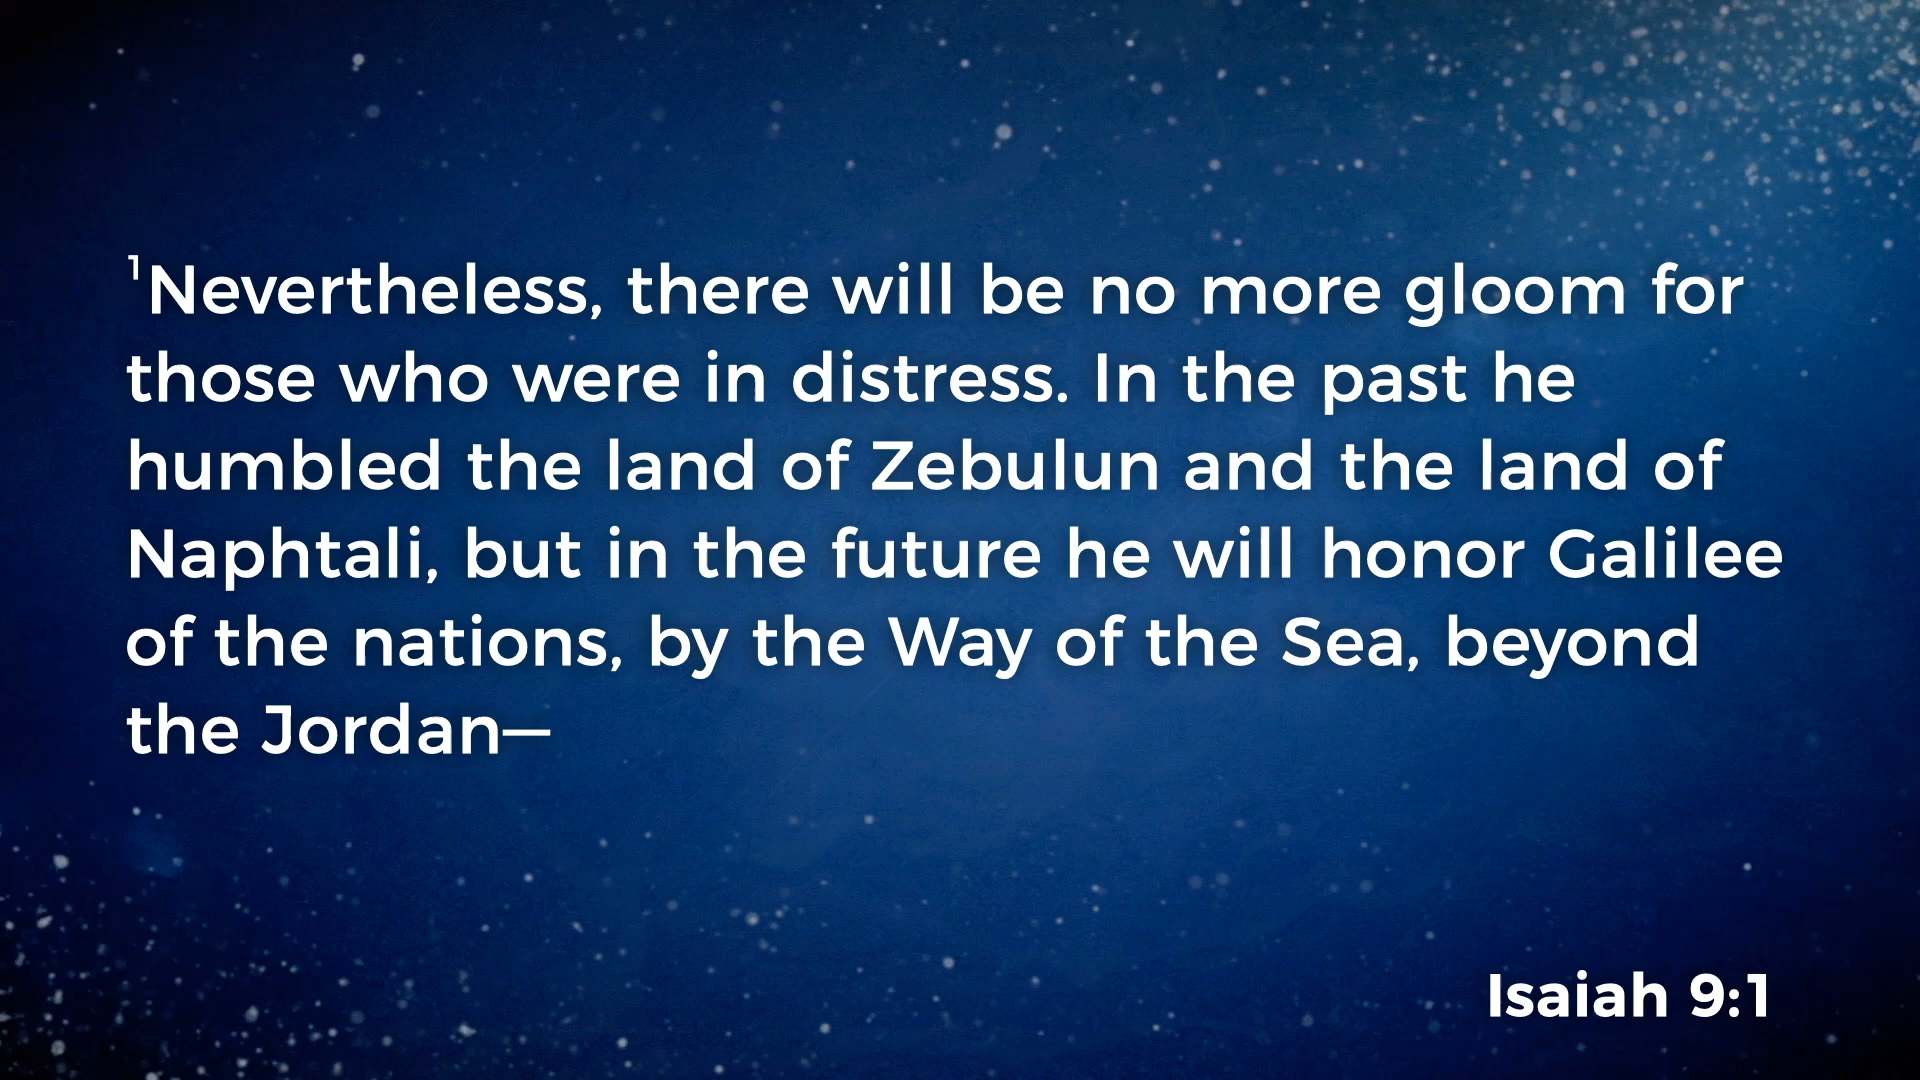 ¹Nevertheless, there will be no more gloom for
those who were in distress. In the past he
humbled the land of Zebulun and the land of
Naphtali, but in the future he will honor Galilee
of the nations, by the Way of the Sea, beyond
the Jordan—
Isaiah 9:1